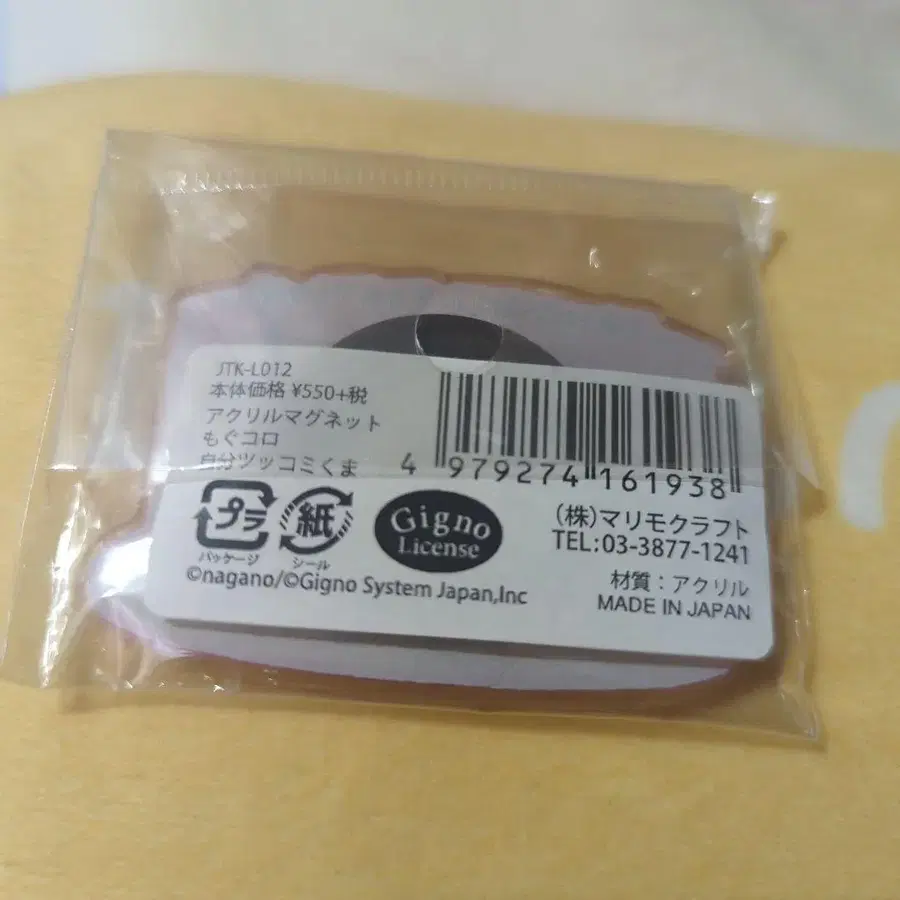 JTK-L012
本体価格 ¥550+税
アクリルマグネット
もぐコロ
自分ツッコミくま
4 979274 161938
プラ
パッケージ
紙
シール
Gigno
License
(株)マリモクラフト
TEL:03-3877-1241
©nagano/©Gigno System Japan,Inc
材質：アクリル
MADE IN JAPAN